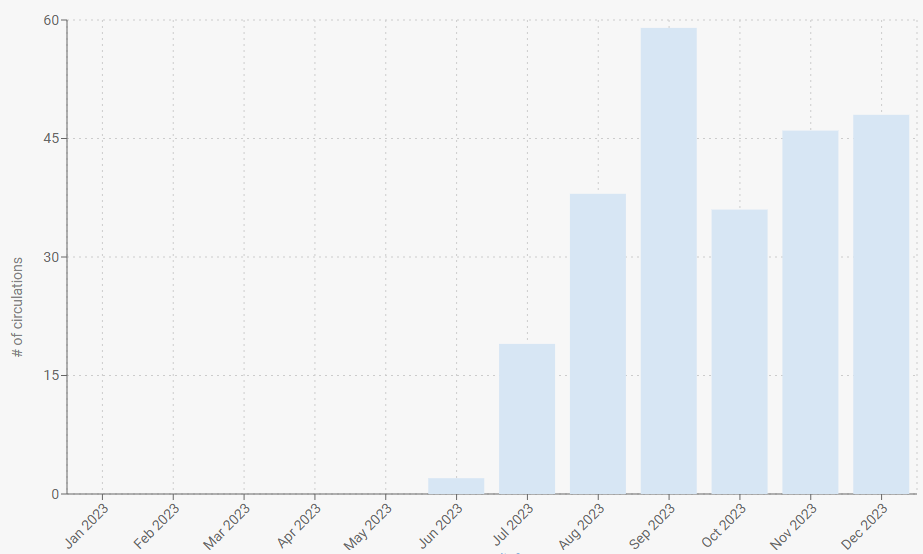 60
45
30
15
0
# of circulations
Jan 2023
Feb 2023
Mar 2023
Apr 2023
May 2023
Jun 2023
Jul 2023
Aug 2023
Sep 2023
Oct 2023
Nov 2023
Dec 2023